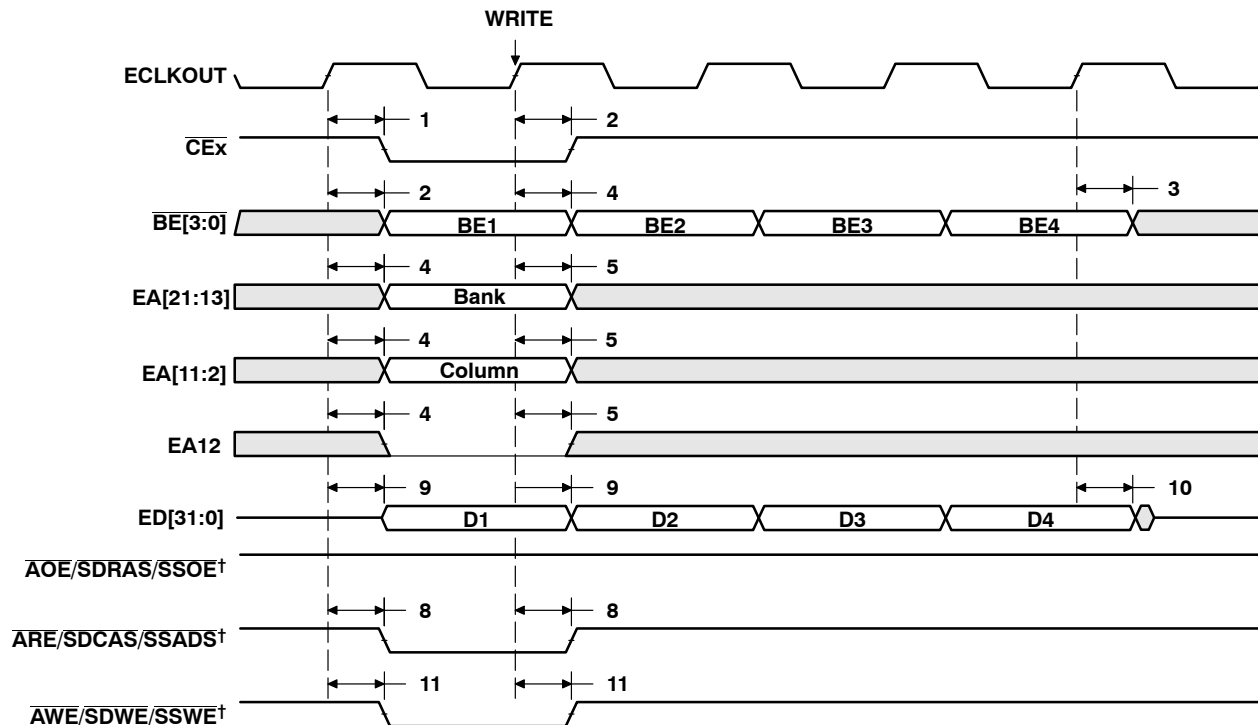 WRITE
ECLKOUT
1 2
CEx
2 4 3
BE[3:0] BE1 BE2 BE3 BE4
4 5
EA[21:13] Bank
4 5
EA[11:2] Column
4 5
EA12
9 9 10
ED[31:0] D1 D2 D3 D4
AOE/SDRAS/SSOE†
8 8
ARE/SDCAS/SSADS†
11 11
AWE/SDWE/SSWE†